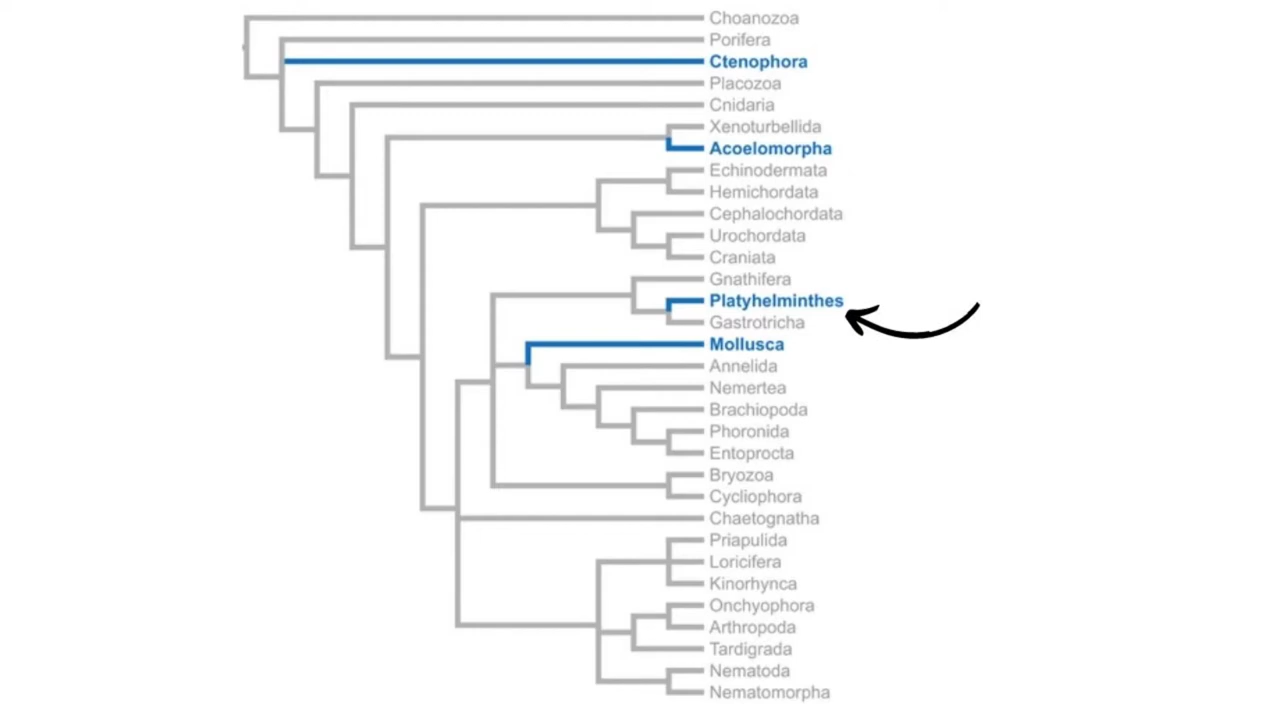 Choanozoa
Porifera
Ctenophora
Placozoa
Cnidaria
Xenoturbellida
Acoelomorpha
Echinodermata
Hemichordata
Cephalochordata
Urochordata
Craniata
Gnathifera
Platyhelminthes
Gastrotricha
Mollusca
Annelida
Nemertea
Brachiopoda
Phoronida
Entoprocta
Bryozoa
Cycliophora
Chaetognatha
Priapulida
Loricifera
Kinorhynca
Onchyophora
Arthropoda
Tardigrada
Nematoda
Nematomorpha